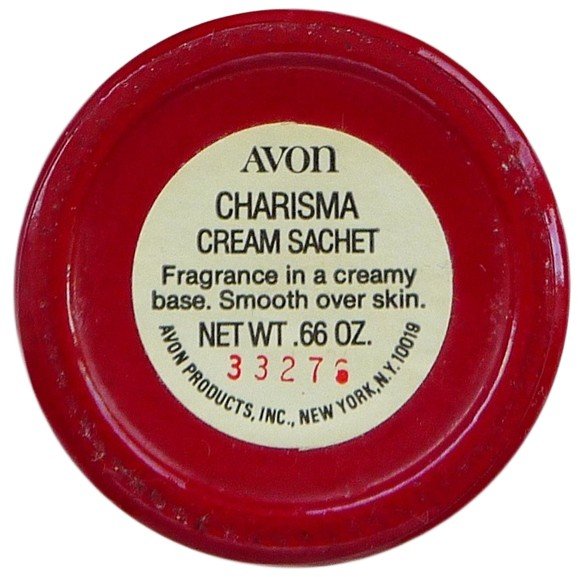 AVON
CHARISMA
CREAM SACHET
Fragrance in a creamy
base. Smooth over skin.
NET WT .66 OZ.
33276
AVON PRODUCTS, INC., NEW YORK, N.Y. 10019